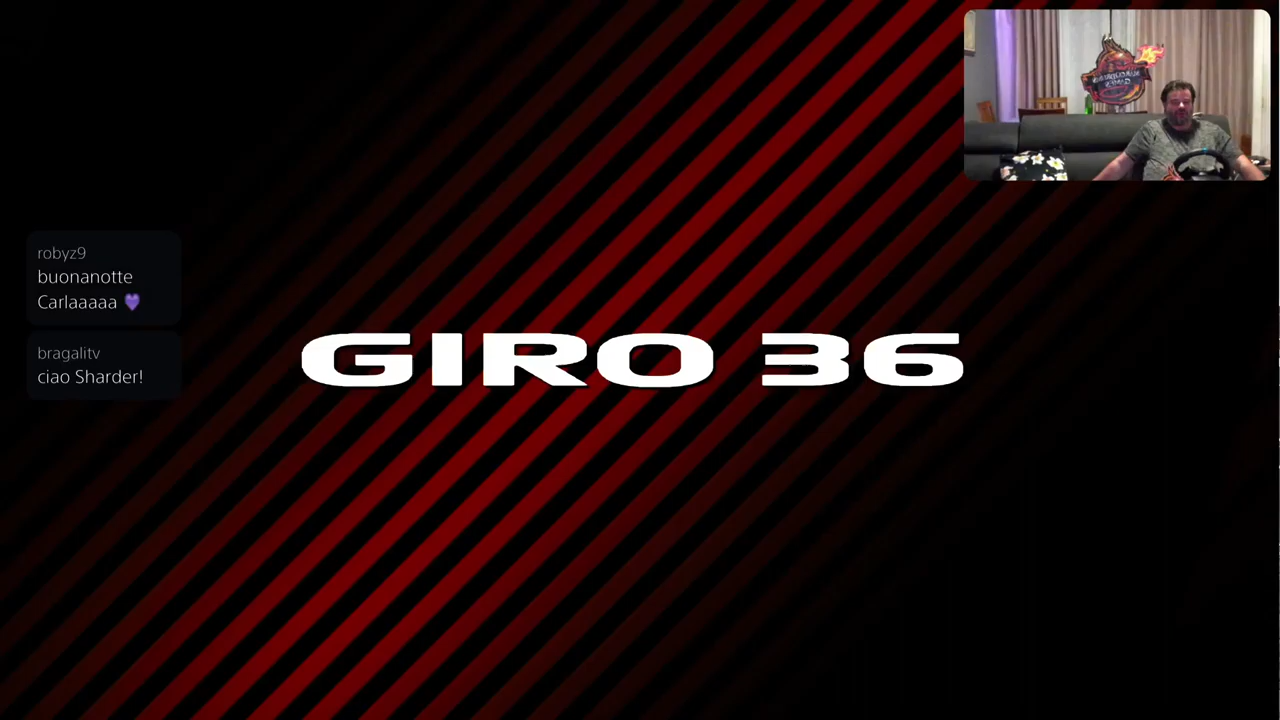 robyz9
buonanotte
Carlaaaaa 💜
bragalitv
ciao Sharder!
GIRO 36